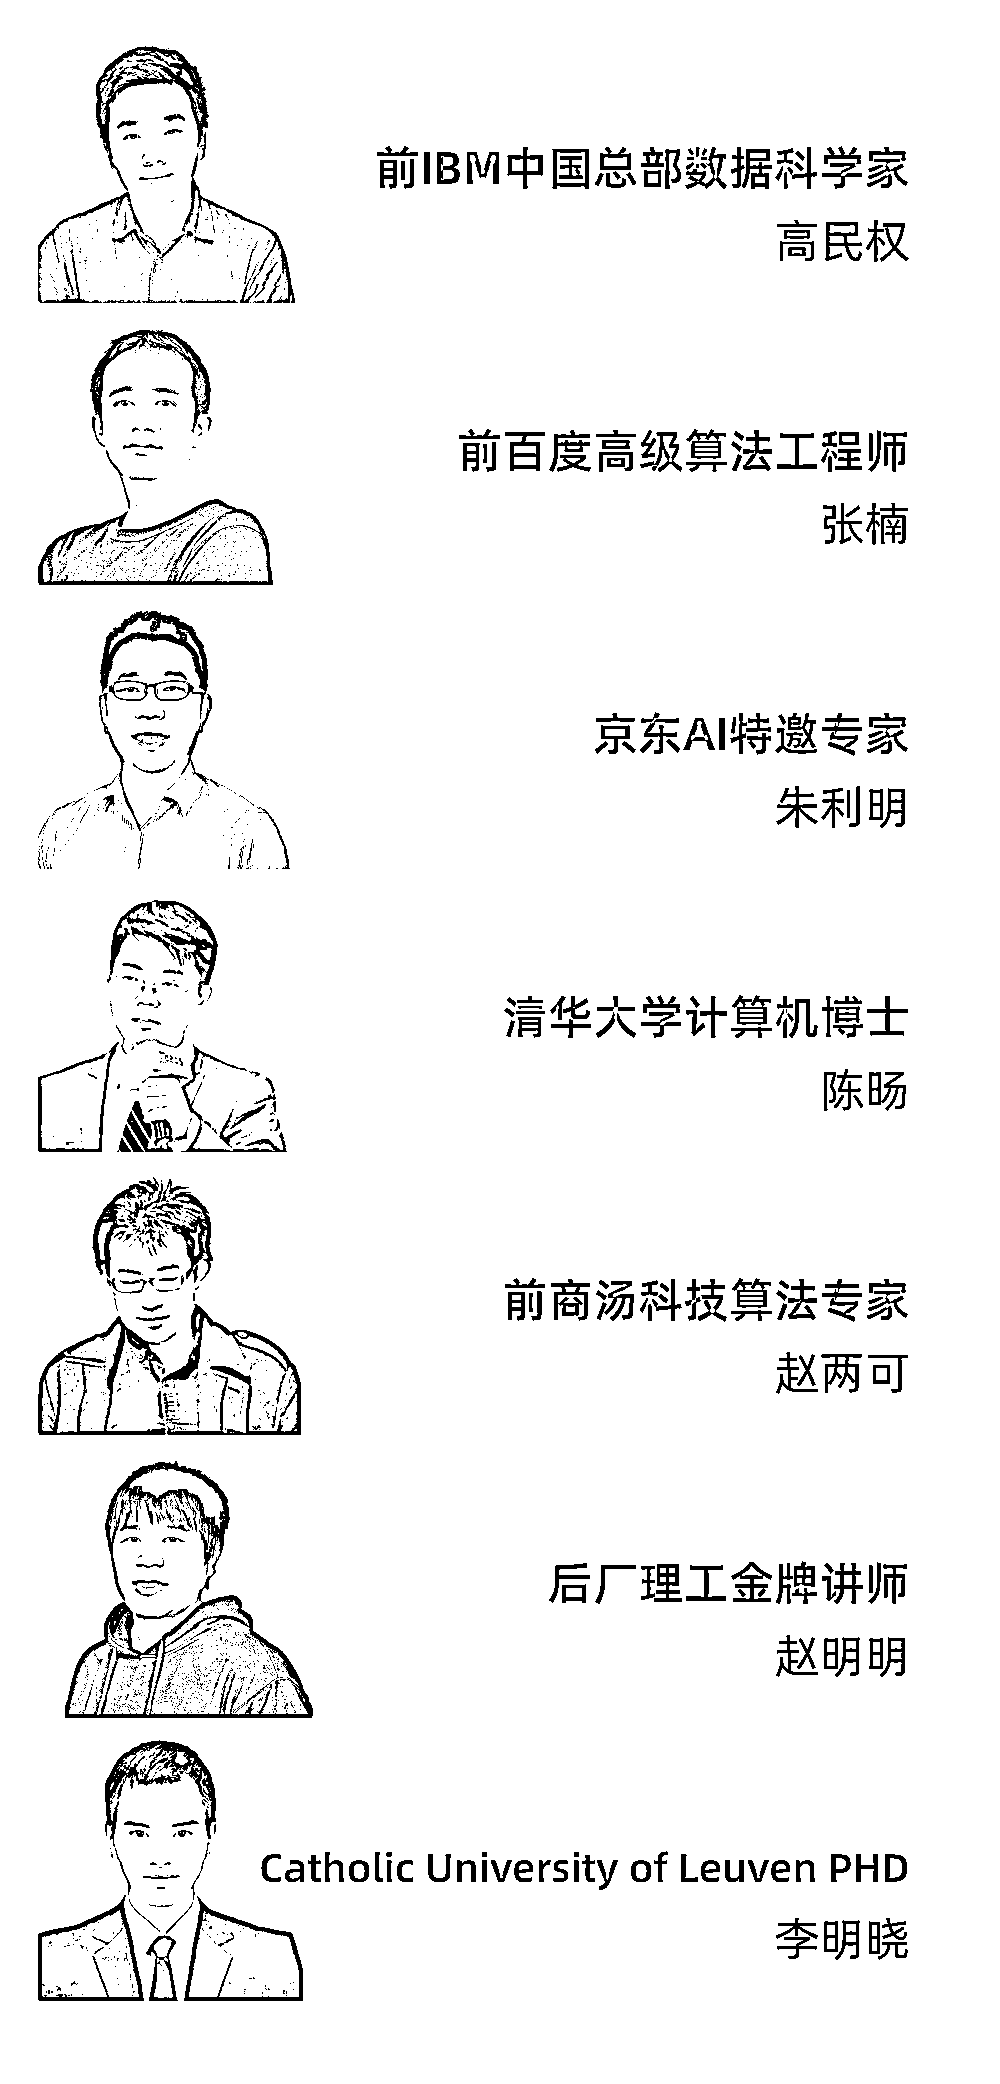 前IBM中国总部数据科学家
高民权
前百度高级算法工程师
张楠
京东AI特邀专家
朱利明
清华大学计算机博士
陈旸
前商汤科技算法专家
赵两可
后厂理工金牌讲师
赵明明
Catholic University of Leuven PHD
李明晓